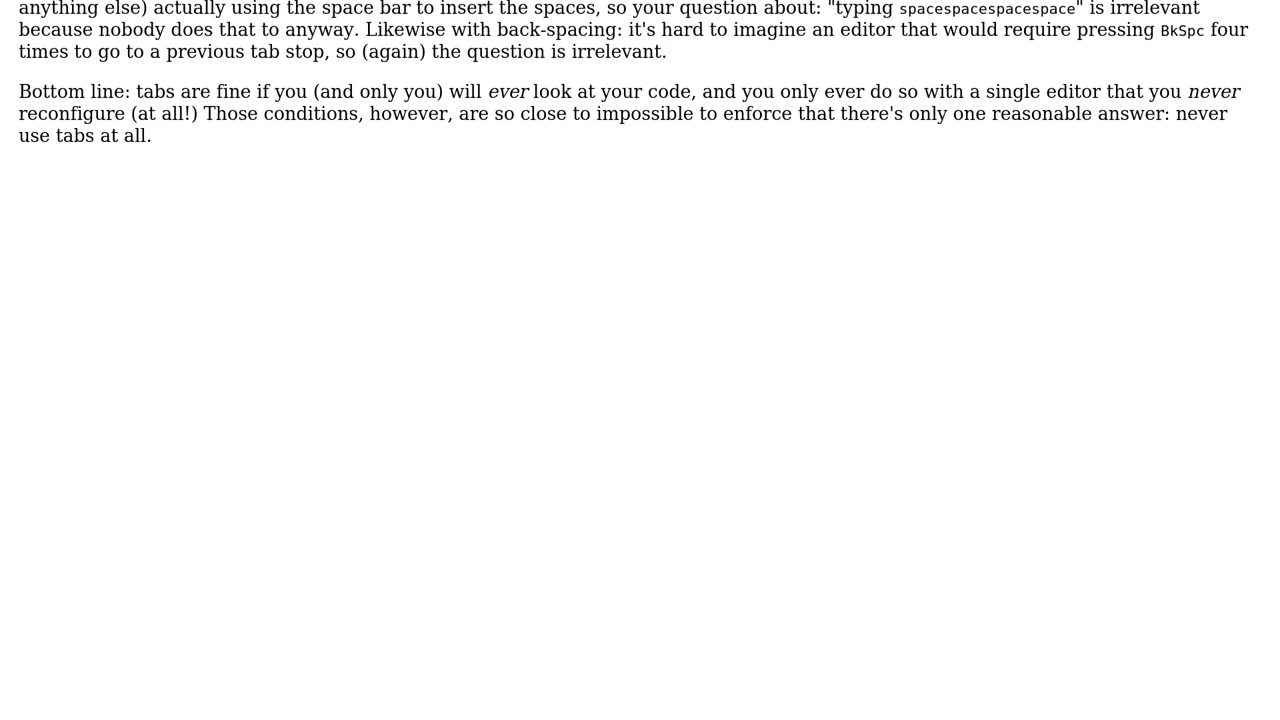 anything else) actually using the space bar to insert the spaces, so your question about: "typing spacespacespacespace" is irrelevant
because nobody does that to anyway. Likewise with back-spacing: it's hard to imagine an editor that would require pressing BkSpc four
times to go to a previous tab stop, so (again) the question is irrelevant.
Bottom line: tabs are fine if you (and only you) will ever look at your code, and you only ever do so with a single editor that you never
reconfigure (at all!) Those conditions, however, are so close to impossible to enforce that there's only one reasonable answer: never
use tabs at all.